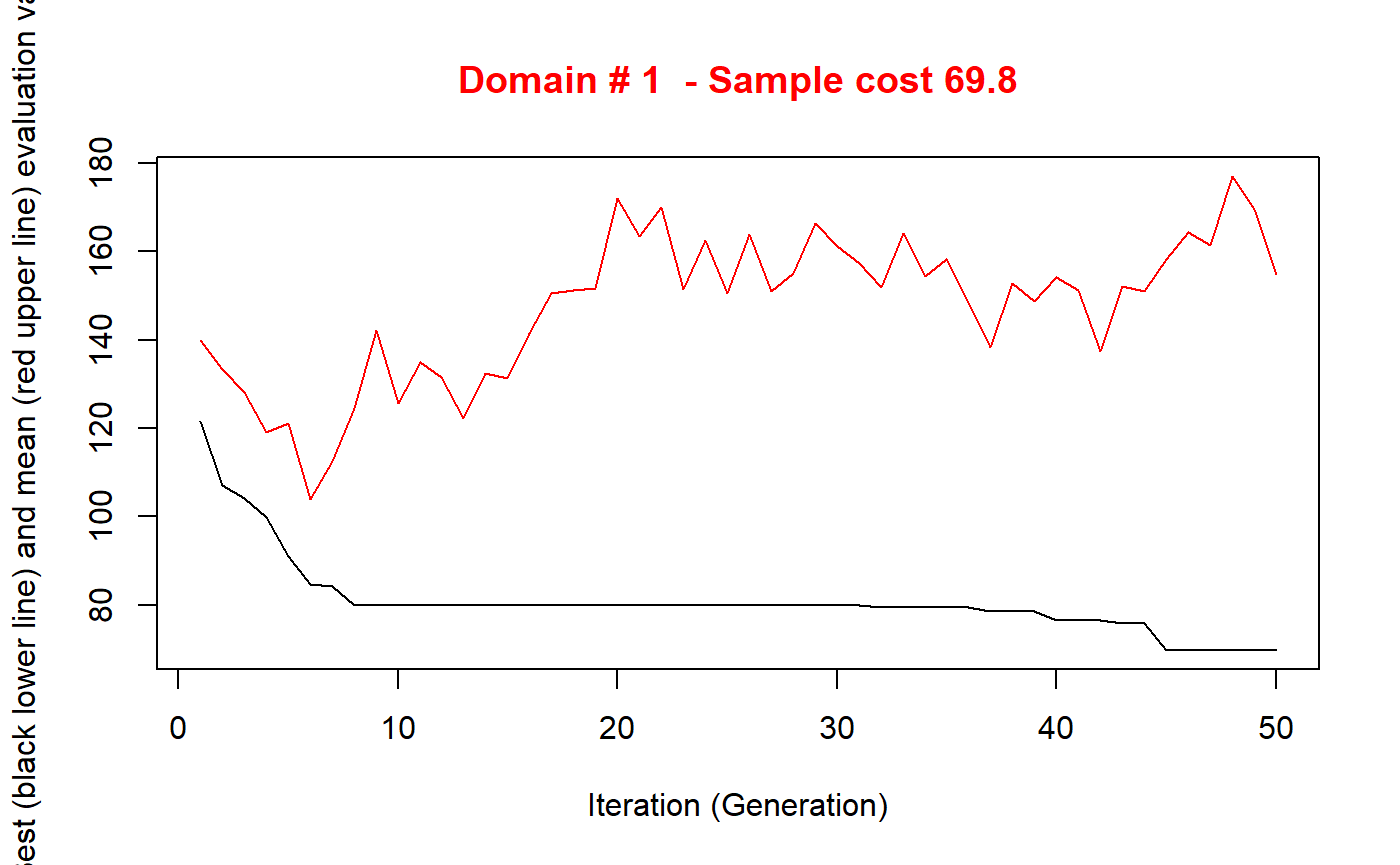 Domain # 1  - Sample cost 69.8
est (black lower line) and mean (red upper line) evaluation va
180
160
140
120
100
80
0 10 20 30 40 50
Iteration (Generation)